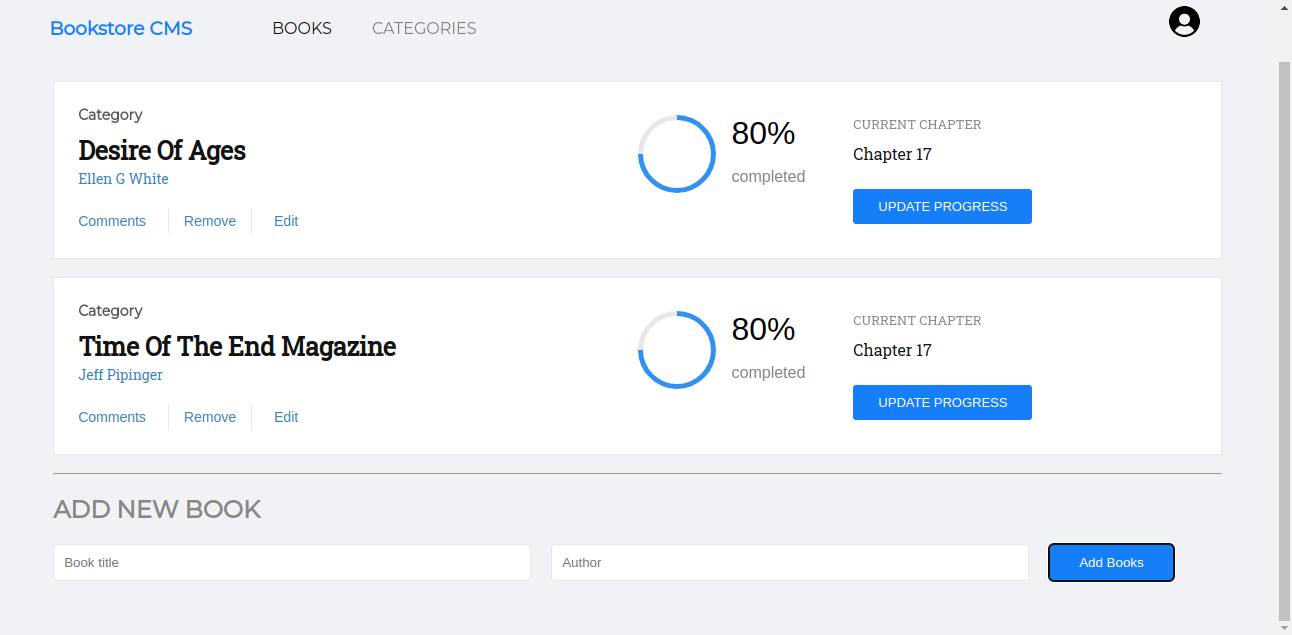 Bookstore CMS
BOOKS
CATEGORIES
Category
Desire Of Ages
Ellen G White
Comments
Remove
Edit
80%
completed
CURRENT CHAPTER
Chapter 17
UPDATE PROGRESS
Category
Time Of The End Magazine
Jeff Pipinger
Comments
Remove
Edit
80%
completed
CURRENT CHAPTER
Chapter 17
UPDATE PROGRESS
ADD NEW BOOK
Book title
Author
Add Books